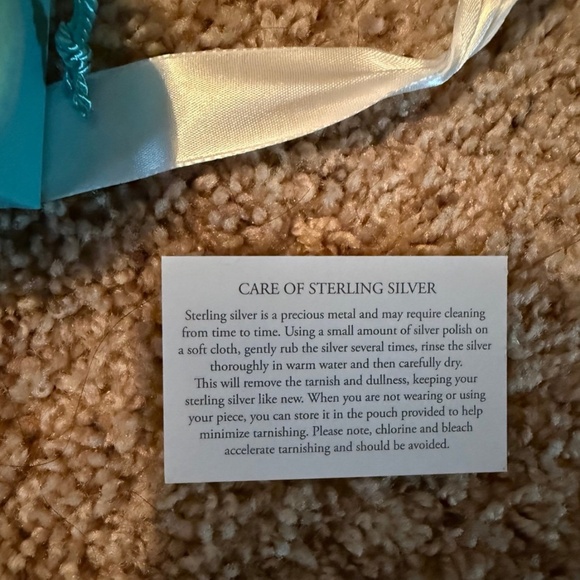 CARE OF STERLING SILVER
Sterling silver is a precious metal and may require cleaning
from time to time. Using a small amount of silver polish on
a soft cloth, gently rub the silver several times, rinse the silver
thoroughly in warm water and then carefully dry.
This will remove the tarnish and dullness, keeping your
sterling silver like new. When you are not wearing or using
your piece, you can store it in the pouch provided to help
minimize tarnishing. Please note, chlorine and bleach
accelerate tarnishing and should be avoided.